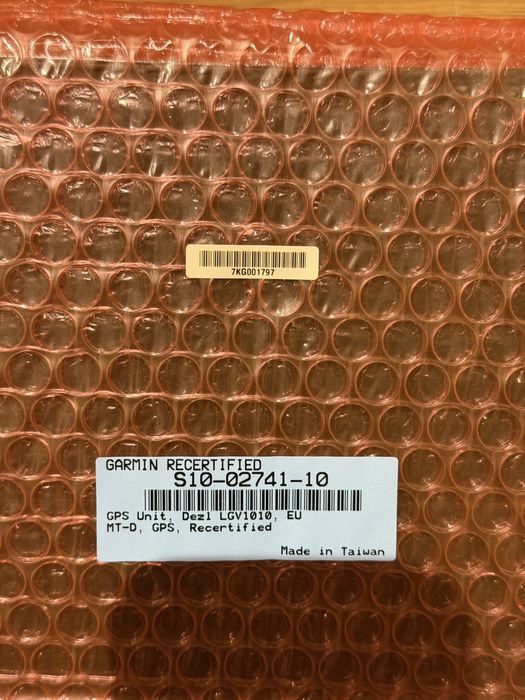 7KG001797
GARMIN RECERTIFIED
S10-02741-10
GPS Unit, Dezl LGV1010, EU
MT-D, GPS, Recertified
Made in Taiwan